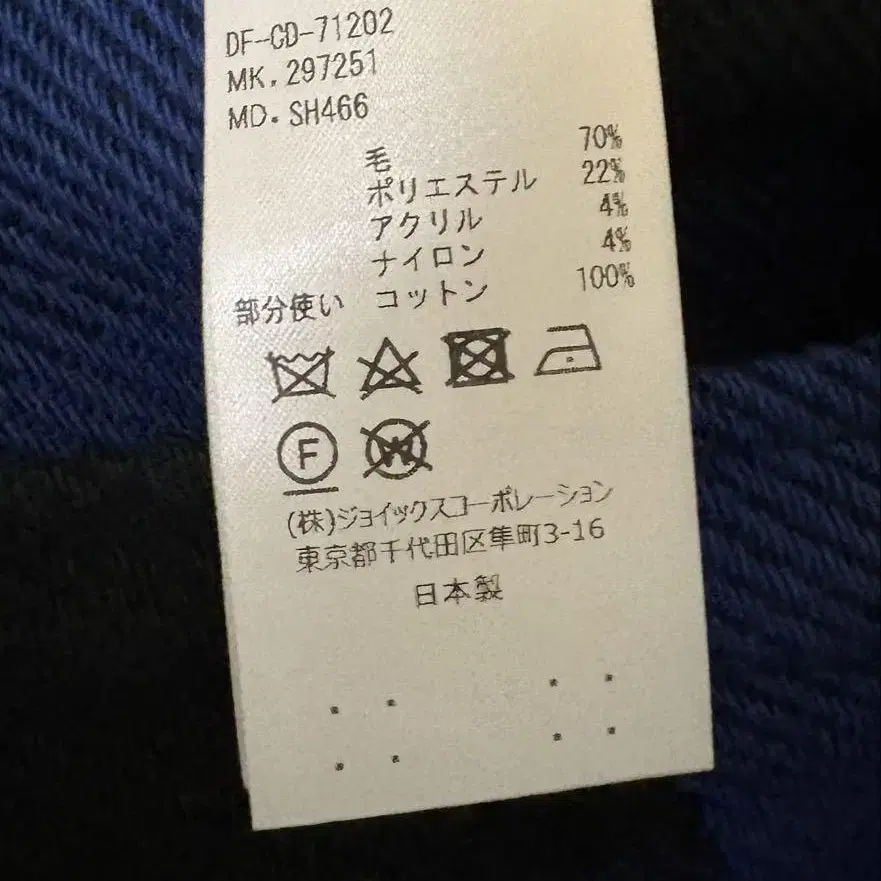 DF-CD-71202
MK. 297251
MD. SH466
毛 70%
ポリエステル 22%
アクリル 4%
ナイロン 4%
部分使い コットン 100%
F W
(株)ジョイックスコーポレーション
東京都千代田区隼町3-16
日本製